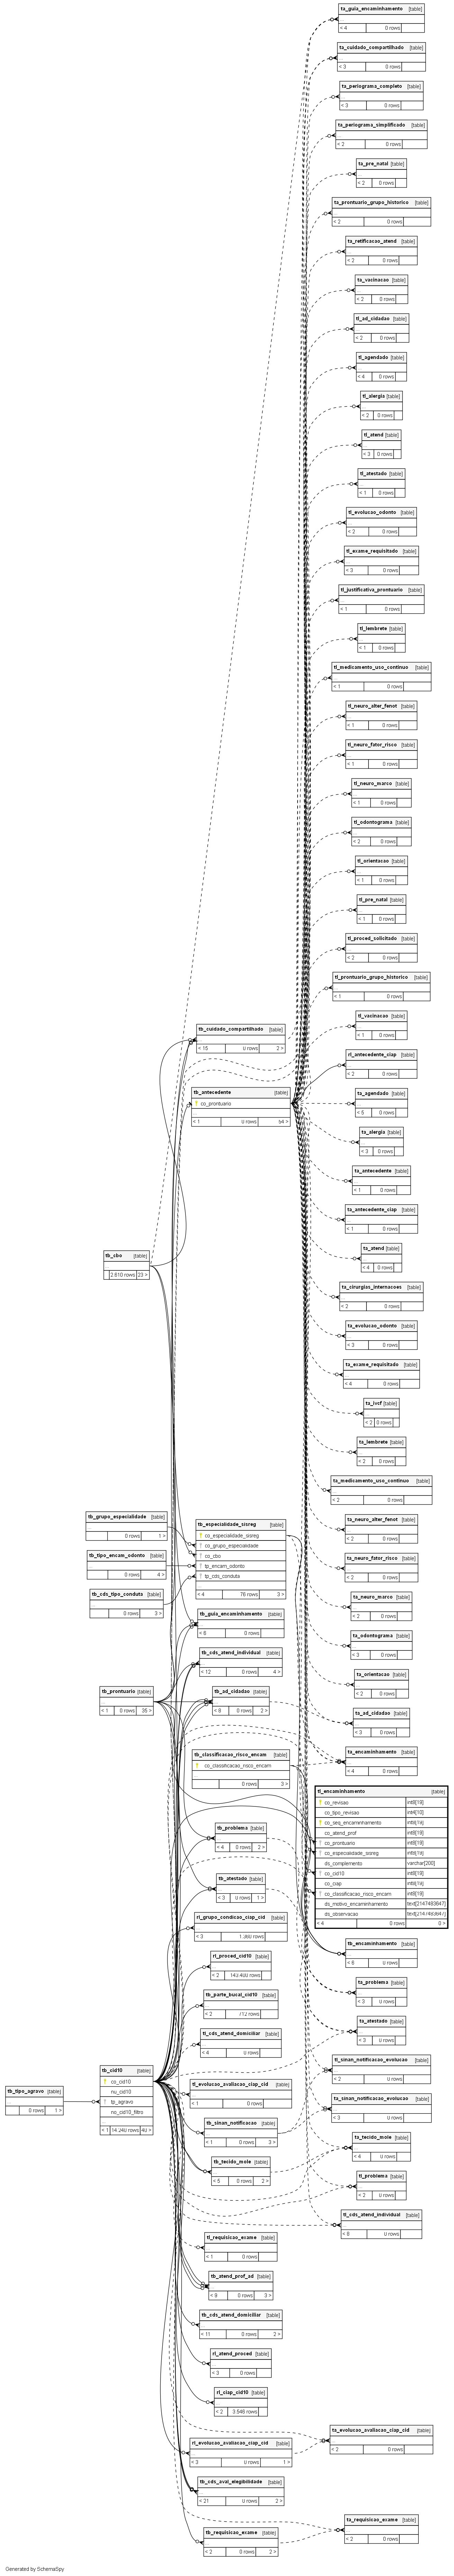 ta_guia_encaminhamento [table]
...
< 4 0 rows
ta_cuidado_compartilhado [table]
...
< 3 0 rows
ta_periograma_completo [table]
...
< 3 0 rows
ta_periograma_simplificado [table]
...
< 2 0 rows
ta_pre_natal [table]
...
< 2 0 rows
ta_prontuario_grupo_historico [table]
...
< 2 0 rows
ta_retificacao_atend [table]
...
< 2 0 rows
ta_vacinacao [table]
...
< 2 0 rows
tl_ad_cidadao [table]
...
< 2 0 rows
tl_agendado [table]
...
< 4 0 rows
tl_alergia [table]
...
< 2 0 rows
tl_atend [table]
...
< 3 0 rows
tl_atestado [table]
...
< 1 0 rows
tl_evolucao_odonto [table]
...
< 2 0 rows
tl_exame_requisitado [table]
...
< 3 0 rows
tl_justificativa_prontuario [table]
...
< 1 0 rows
tl_lembrete [table]
...
< 1 0 rows
tl_medicamento_uso_continuo [table]
...
< 1 0 rows
tl_neuro_alter_fenot [table]
...
< 1 0 rows
tl_neuro_fator_risco [table]
...
< 1 0 rows
tl_neuro_marco [table]
...
< 1 0 rows
tl_odontograma [table]
...
< 2 0 rows
tl_orientacao [table]
...
< 1 0 rows
tl_pre_natal [table]
...
< 1 0 rows
tl_proced_solicitado [table]
...
< 2 0 rows
tl_prontuario_grupo_historico [table]
...
< 1 0 rows
tl_vacinacao [table]
...
< 1 0 rows
tb_cuidado_compartilhado [table]
...
< 15 0 rows 2 >
rl_antecedente_ciap [table]
...
< 2 0 rows
tb_antecedente [table]
co_prontuario
...
< 1 0 rows 54 >
ta_agendado [table]
...
< 5 0 rows
ta_alergia [table]
...
< 3 0 rows
ta_antecedente [table]
...
< 1 0 rows
ta_antecedente_ciap [table]
...
< 1 0 rows
ta_atend [table]
...
< 4 0 rows
tb_cbo [table]
...
2.610 rows 23 >
ta_cirurgias_internacoes [table]
...
< 2 0 rows
ta_evolucao_odonto [table]
...
< 3 0 rows
ta_exame_requisitado [table]
...
< 4 0 rows
ta_ivcf [table]
...
< 2 0 rows
ta_lembrete [table]
...
< 2 0 rows
ta_medicamento_uso_continuo [table]
...
< 2 0 rows
tb_grupo_especialidade [table]
...
0 rows 1 >
tb_tipo_encam_odonto [table]
...
0 rows 4 >
tb_cds_tipo_conduta [table]
...
0 rows 3 >
tb_especialidade_sisreg [table]
co_especialidade_sisreg
co_grupo_especialidade
co_cbo
tp_encam_odonto
tp_cds_conduta
...
< 4 76 rows 3 >
ta_neuro_alter_fenot [table]
...
< 2 0 rows
ta_neuro_fator_risco [table]
...
< 2 0 rows
ta_neuro_marco [table]
...
< 2 0 rows
tb_guia_encaminhamento [table]
...
< 8 0 rows
ta_odontograma [table]
...
< 3 0 rows
tb_cds_atend_individual [table]
...
< 12 0 rows 4 >
ta_orientacao [table]
...
< 2 0 rows
tb_prontuario [table]
...
< 1 0 rows 35 >
tb_ad_cidadao [table]
...
< 8 0 rows 2 >
ta_ad_cidadao [table]
...
< 3 0 rows
tb_classificacao_risco_encam [table]
co_classificacao_risco_encam
...
0 rows 3 >
ta_encaminhamento [table]
...
< 4 0 rows
tl_encaminhamento [table]
co_revisao int8[19]
co_tipo_revisao int4[10]
co_seq_encaminhamento int8[19]
co_atend_prof int8[19]
co_prontuario int8[19]
co_especialidade_sisreg int8[19]
ds_complemento varchar[200]
co_cid10 int8[19]
co_ciap int8[19]
co_classificacao_risco_encam int8[19]
ds_motivo_encaminhamento text[2147483647]
ds_observacao text[2147483647]
< 4 0 rows 0 >
tb_problema [table]
...
< 4 0 rows 2 >
tb_atestado [table]
...
< 3 0 rows 1 >
rl_grupo_condicao_ciap_cid [table]
...
< 3
tb_encaminhamento [table]
...
< 8 0 rows
rl_proced_cid10 [table]
...
< 2 143.400 rows
ta_problema [table]
...
< 3 0 rows
tb_parte_bucal_cid10 [table]
...
< 2 712 rows
ta_atestado [table]
...
< 3 0 rows
tl_cds_atend_domiciliar [table]
...
< 4 0 rows
tl_sinan_notificacao_evolucao [table]
...
< 2 0 rows
tb_tipo_agravo [table]
...
0 rows 1 >
tb_cid10 [table]
co_cid10
nu_cid10
tp_agravo
no_cid10_filtro
...
< 1 14.240 rows 40 >
tl_evolucao_avaliacao_ciap_cid [table]
...
< 1 0 rows
ta_sinan_notificacao_evolucao [table]
...
< 3 0 rows
tb_sinan_notificacao [table]
...
< 1 0 rows 3 >
ta_tecido_mole [table]
...
< 4 0 rows
tb_tecido_mole [table]
...
< 5 0 rows 2 >
tl_problema [table]
...
< 2 0 rows
tl_cds_atend_individual [table]
...
< 8 0 rows
tl_requisicao_exame [table]
...
< 1 0 rows
tb_atend_prof_ad [table]
...
< 9 0 rows 3 >
tb_cds_atend_domiciliar [table]
...
< 11 0 rows 2 >
rl_atend_proced [table]
...
< 3 0 rows
rl_ciap_cid10 [table]
...
< 2 3.546 rows
ta_evolucao_avaliacao_ciap_cid [table]
...
< 2 0 rows
rl_evolucao_avaliacao_ciap_cid [table]
...
< 3 0 rows 1 >
tb_cds_aval_elegibilidade [table]
...
< 21 0 rows 2 >
ta_requisicao_exame [table]
...
< 2 0 rows
tb_requisicao_exame [table]
...
< 2 0 rows 2 >
Generated by SchemaSpy